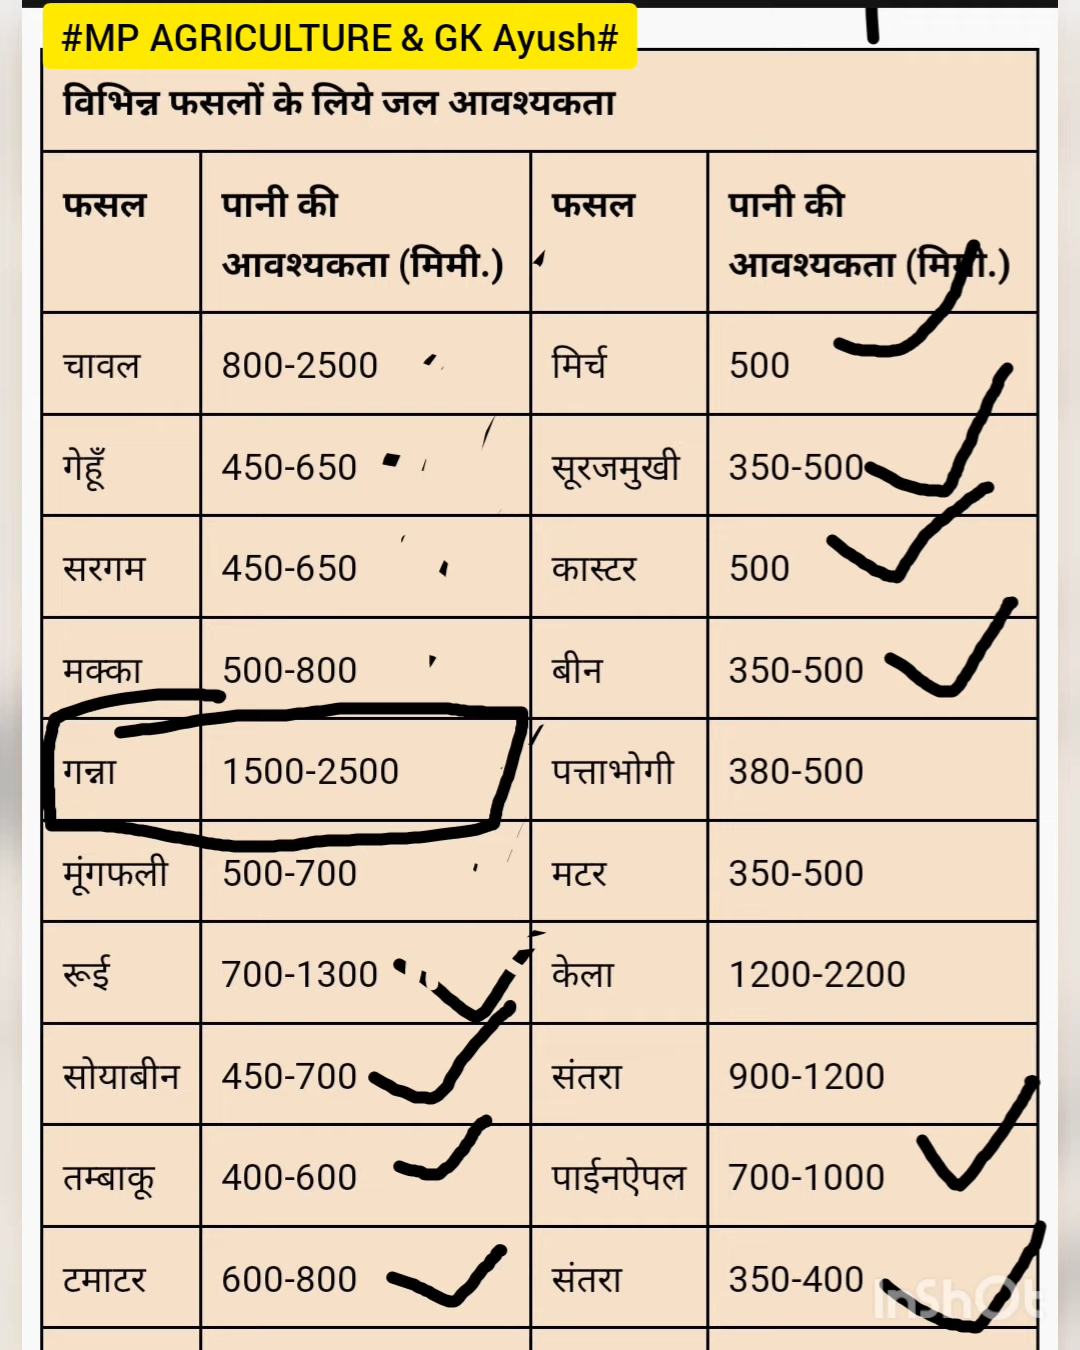 #MP AGRICULTURE & GK Ayush#
विभिन्न फसलों के लिये जल आवश्यकता
फसल पानी की आवश्यकता (मिमी.) फसल पानी की आवश्यकता (मिमी.)
चावल 800-2500 मिर्च 500
गेहूँ 450-650 सूरजमुखी 350-500
सरगम 450-650 कास्टर 500
मक्का 500-800 बीन 350-500
गन्ना 1500-2500 पत्ताभोगी 380-500
मूंगफली 500-700 मटर 350-500
रूई 700-1300 केला 1200-2200
सोयाबीन 450-700 संतरा 900-1200
तम्बाकू 400-600 पाईनऐपल 700-1000
टमाटर 600-800 संतरा 350-400
InShOt